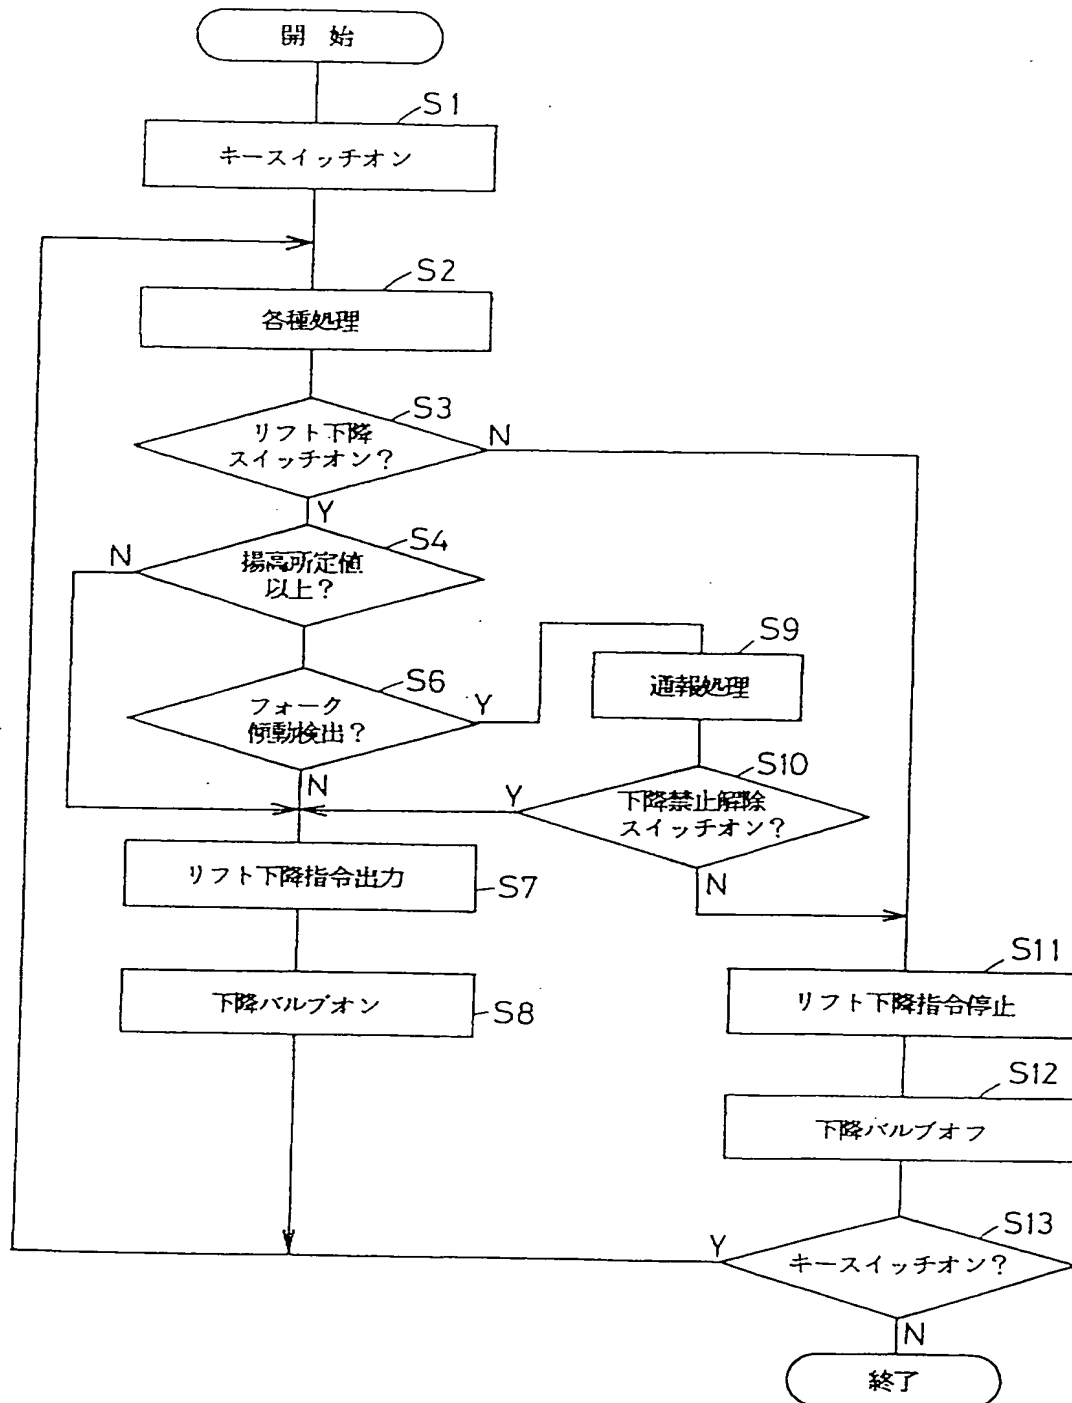 開 始
S1
キースイッチオン
S2
各種処理
S3
リフト下降
スイッチオン？
N
Y
S4
揚高所定値
以上？
N
S6
フォーク
傾動検出？
Y
N
S9
通報処理
S10
下降禁止解除
スイッチオン？
Y
N
リフト下降指令出力
S7
下降バルブオン
S8
S11
リフト下降指令停止
S12
下降バルブオフ
S13
キースイッチオン？
Y
N
終了